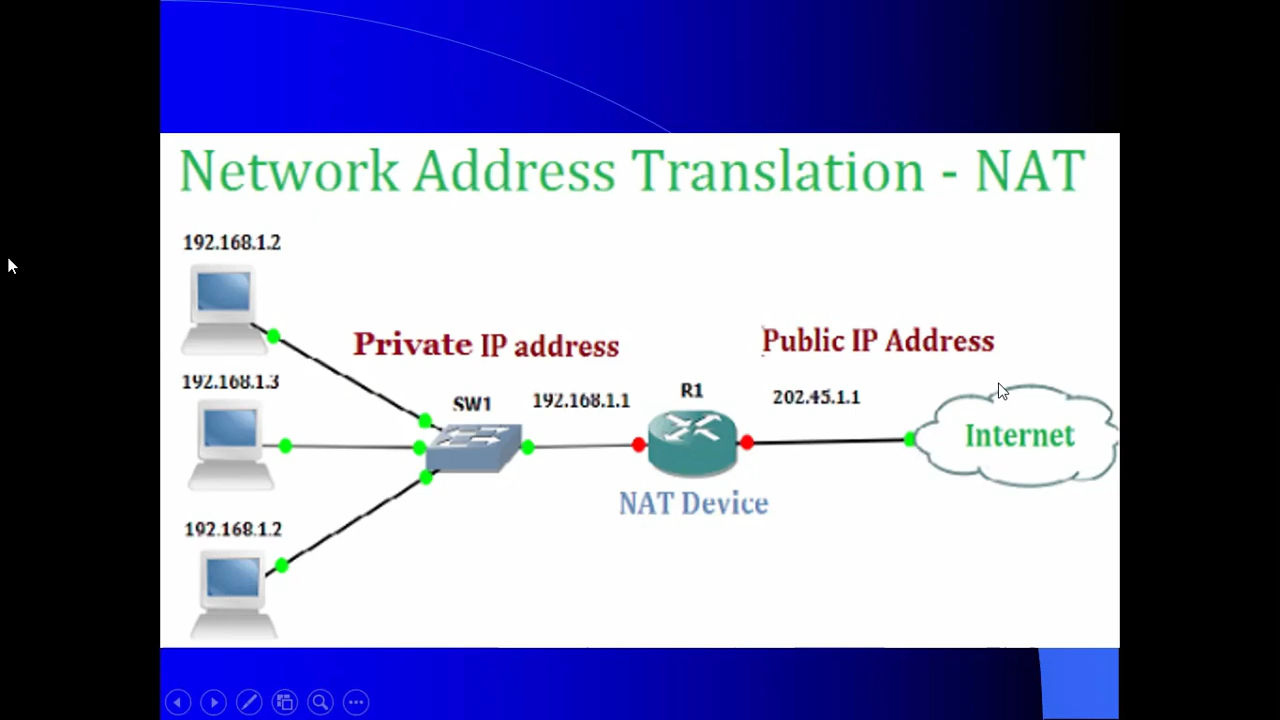 Network Address Translation - NAT
192.168.1.2
Private IP address
Public IP Address
192.168.1.3
SW1
192.168.1.1
R1
202.45.1.1
Internet
NAT Device
192.168.1.2